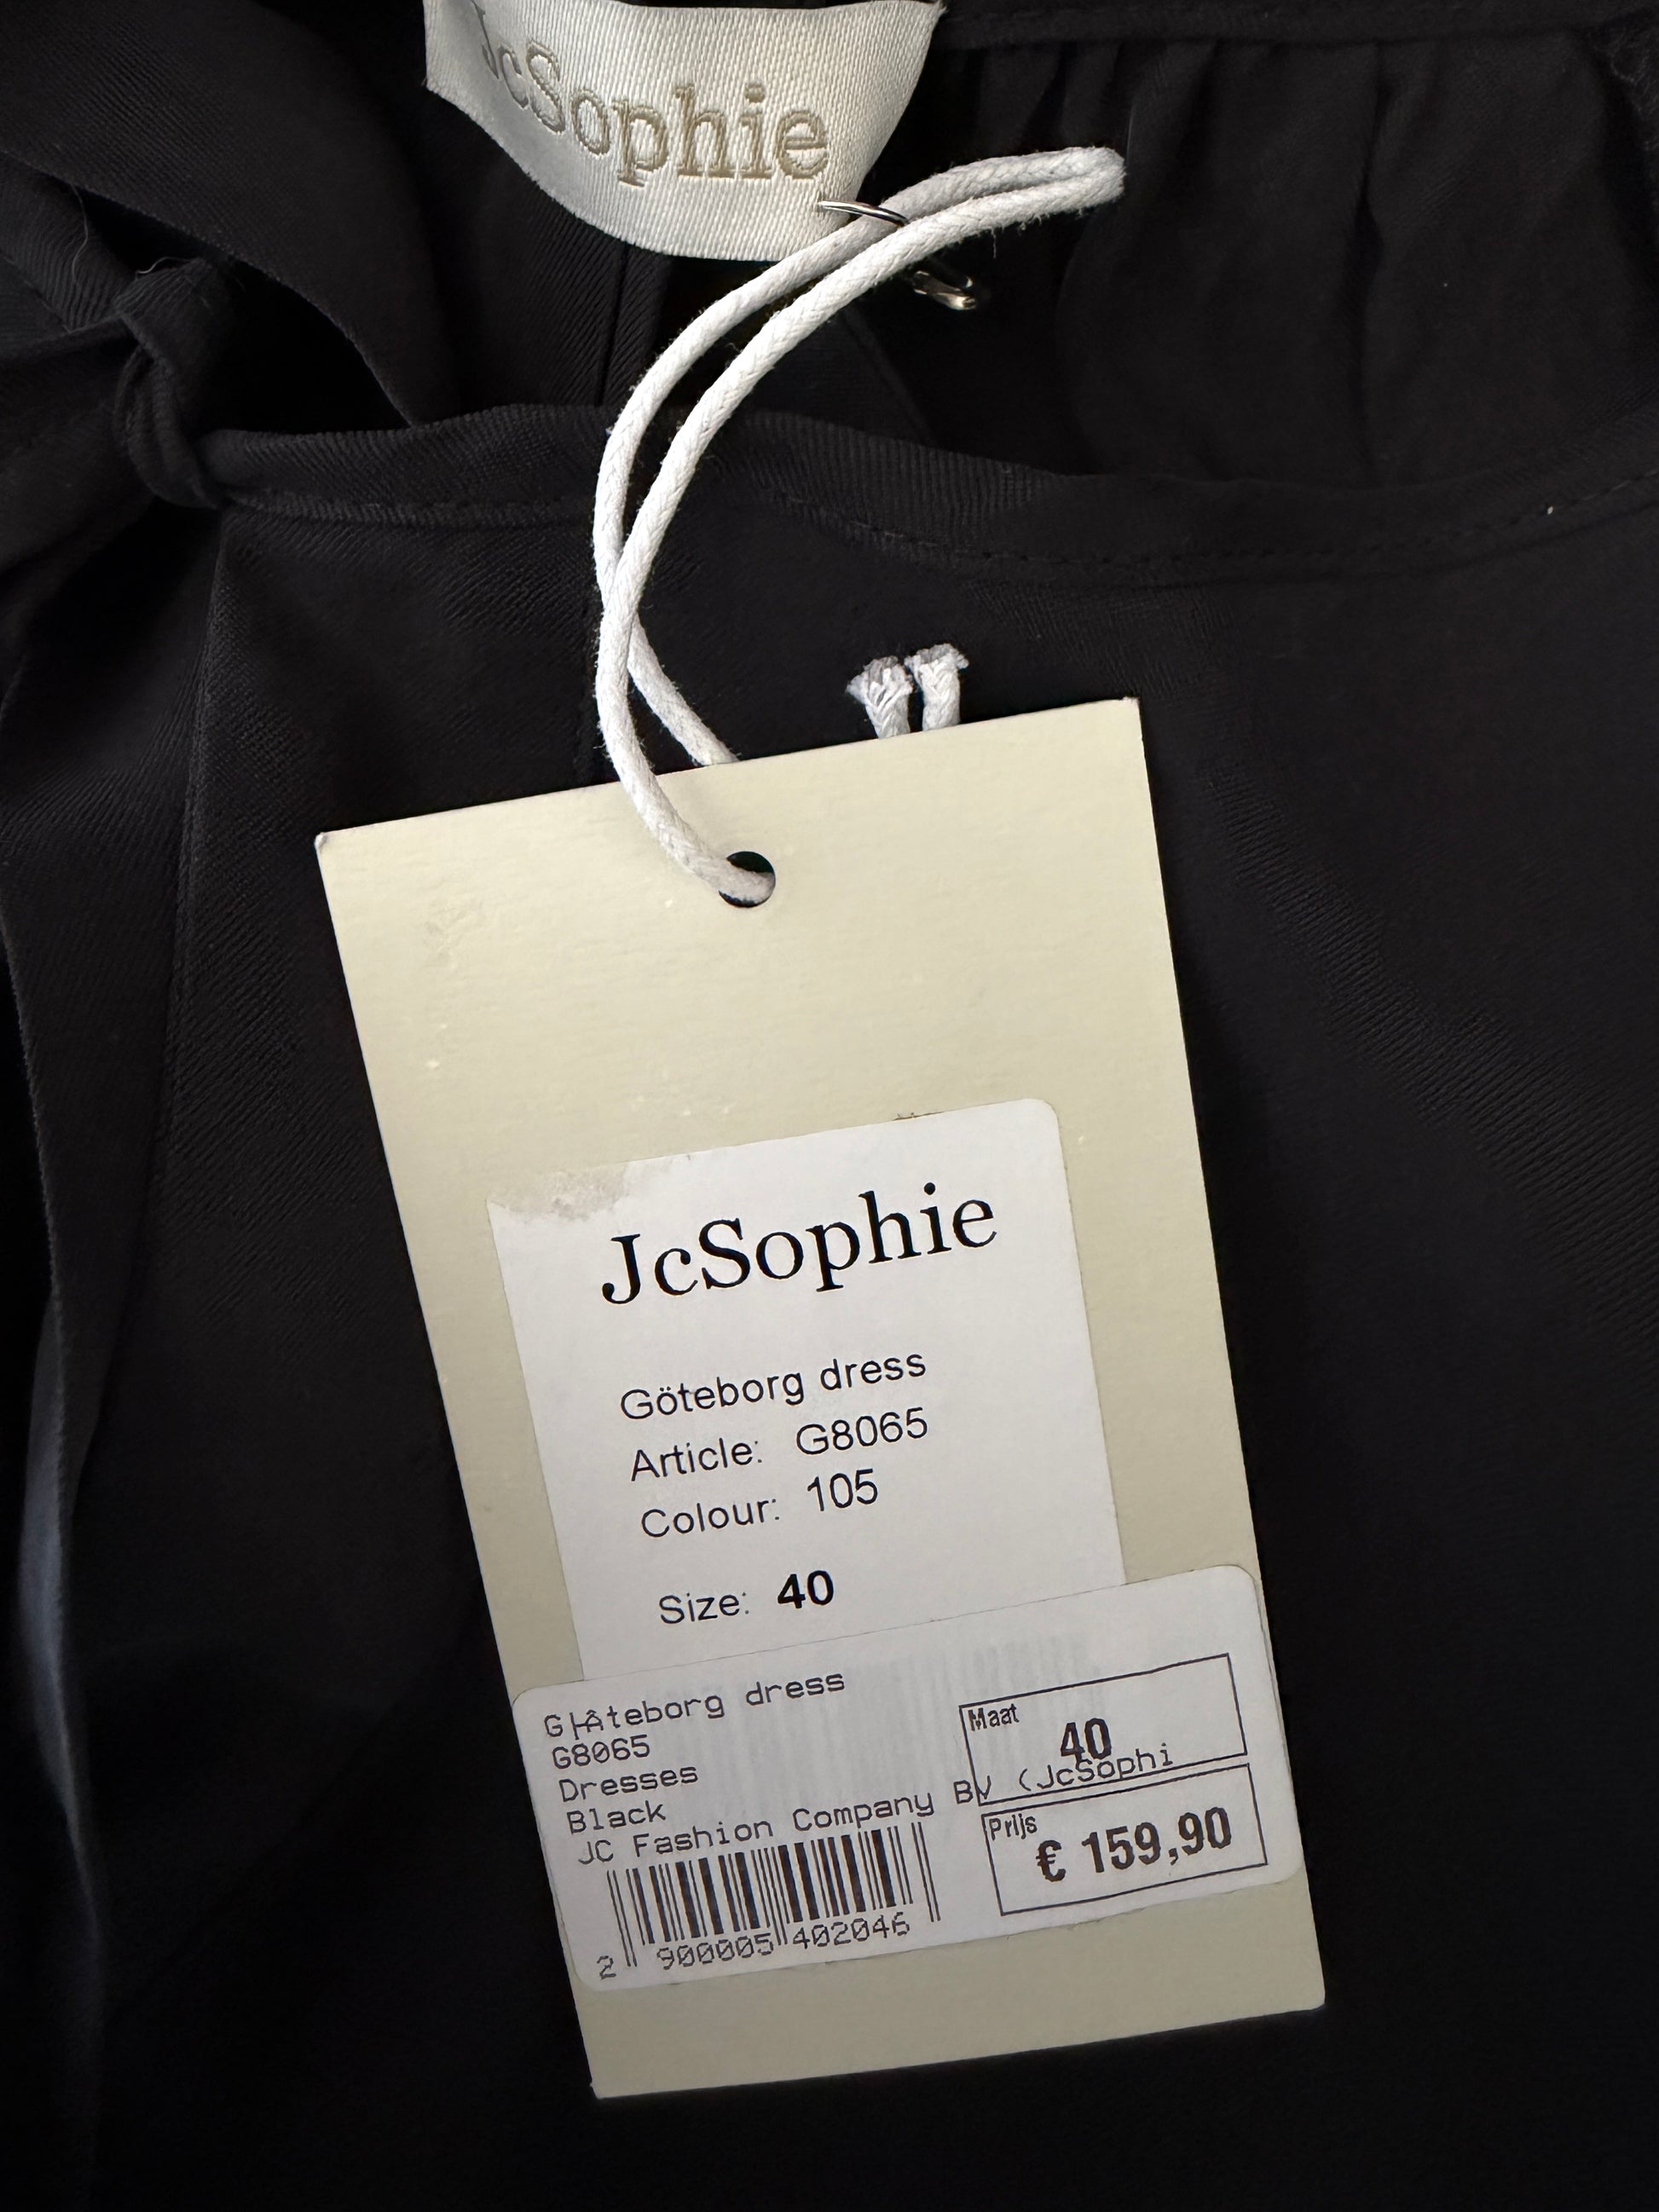 JcSophie
JcSophie
Göteborg dress
Article: G8065
Colour: 105
Size: 40
G├Âteborg dress
G8065
Dresses
Black
JC Fashion Company BV (JcSophi
Maat
40
Prijs
€ 159,90
2 900005 402046